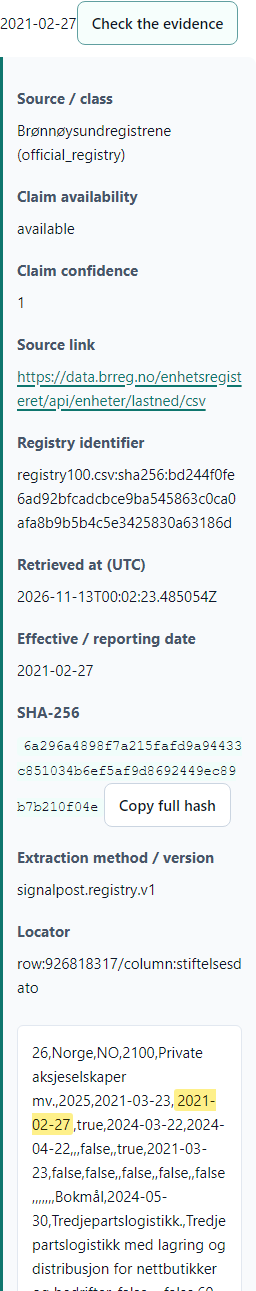 2021-02-27 Check the evidence
Source / class
Brønnøysundregistrene
(official_registry)
Claim availability
available
Claim confidence
1
Source link
https://data.brreg.no/enhetsregist
eret/api/enheter/lastned/csv
Registry identifier
registry100.csv:sha256:bd244f0fe
6ad92bfcadcbce9ba545863c0ca0
afa8b9b5b4c5e3425830a63186d
Retrieved at (UTC)
2026-11-13T00:02:23.485054Z
Effective / reporting date
2021-02-27
SHA-256
6a296a4898f7a215fafd9a94433
c851034b6ef5af9d8692449ec89
b7b210f04e Copy full hash
Extraction method / version
signalpost.registry.v1
Locator
row:926818317/column:stiftelsesd
ato
26,Norge,NO,2100,Private
aksjeselskaper
mv.,2025,2021-03-23,2021-
02-27,true,2024-03-22,2024-
04-22,,,false,,true,2021-03-
23,false,false,,false,,false,,false
,,,,,,,Bokmål,2024-05-
30,Tredjepartslogistikk.,Tredje
partslogistikk med lagring og
distribusjon for nettbutikker